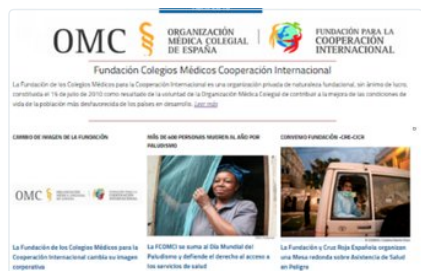 OMC
ORGANIZACIÓN
MÉDICA COLEGIAL
DE ESPAÑA
FUNDACIÓN PARA LA
COOPERACIÓN
INTERNACIONAL
Fundación Colegios Médicos Cooperación Internacional
La Fundación de los Colegios Médicos para la Cooperación Internacional es una organización privada de naturaleza fundacional, sin ánimo de lucro,
constituida el 16 de julio de 2010 como resultado de la voluntad de la Organización Médica Colegial de contribuir a la mejora de las condiciones de
vida de la población más desfavorecida de los países en desarrollo. Leer más
CAMBIO DE IMAGEN DE LA FUNDACIÓN
OMC
La Fundación de los Colegios Médicos para la
Cooperación Internacional cambia su imagen
corporativa
MÁS DE 400 PERSONAS MUEREN AL AÑO POR
PALUDISMO
La FCOMCI se suma al Día Mundial del
Paludismo y defiende el derecho al acceso a
los servicios de salud
CONVENIO FUNDACIÓN -CRE-CICR
La Fundación y Cruz Roja Española organizan
una Mesa redonda sobre Asistencia de Salud
en Peligro